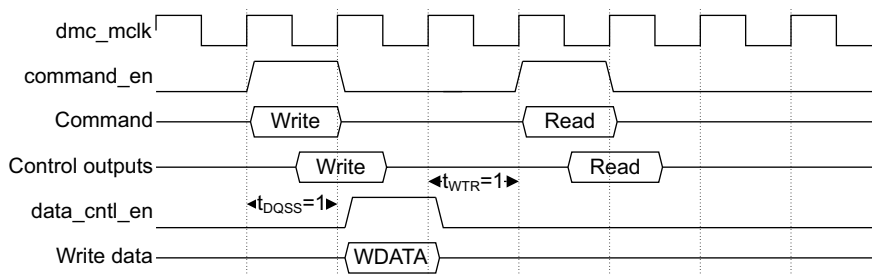 dmc_mclk
command_en
Command Write Read
Control outputs Write Read
tWTR=1
data_cntl_en tDQSS=1
Write data WDATA